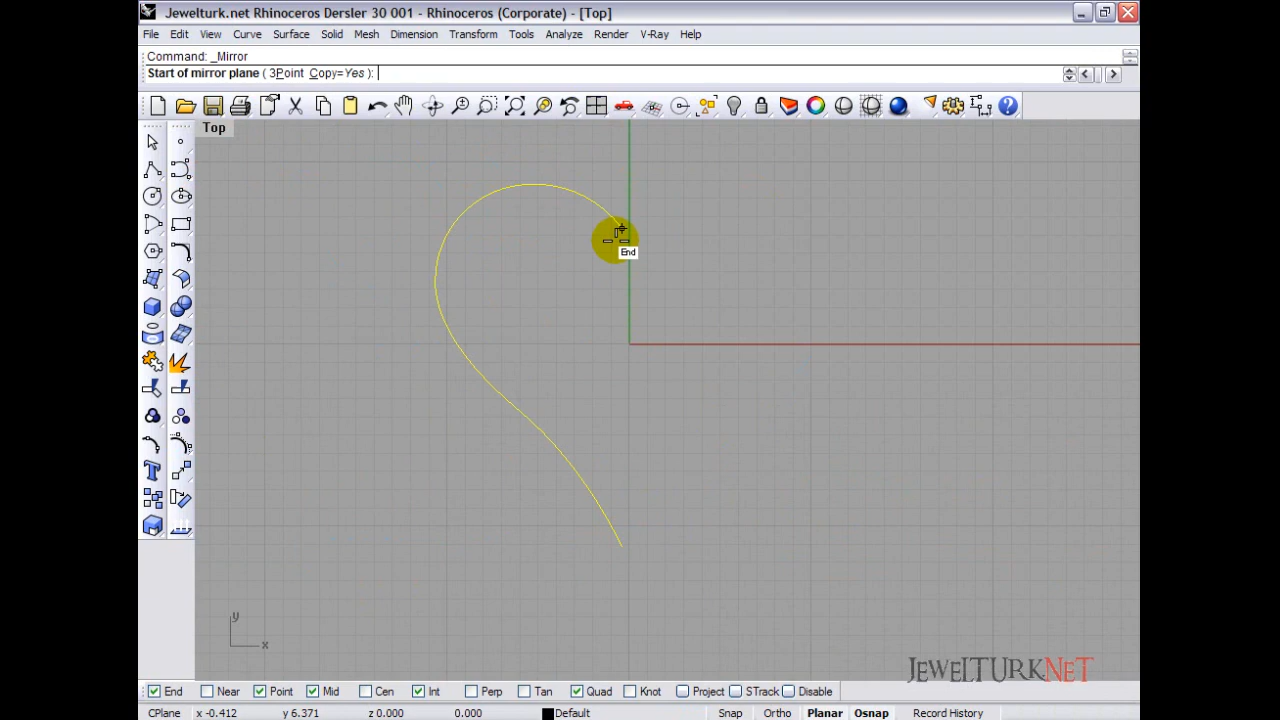 Jewelturk.net Rhinoceros Dersler 30 001 - Rhinoceros (Corporate) - [Top]
File Edit View Curve Surface Solid Mesh Dimension Transform Tools Analyze Render V-Ray Help
Command: _Mirror
Start of mirror plane ( 3Point Copy=Yes ):
Top
End
y
x
JEWELTURKNET
End Near Point Mid Cen Int Perp Tan Quad Knot Project STrack Disable
CPlane x -0.412 y 6.371 z 0.000 0.000 Default Snap Ortho Planar Osnap Record History